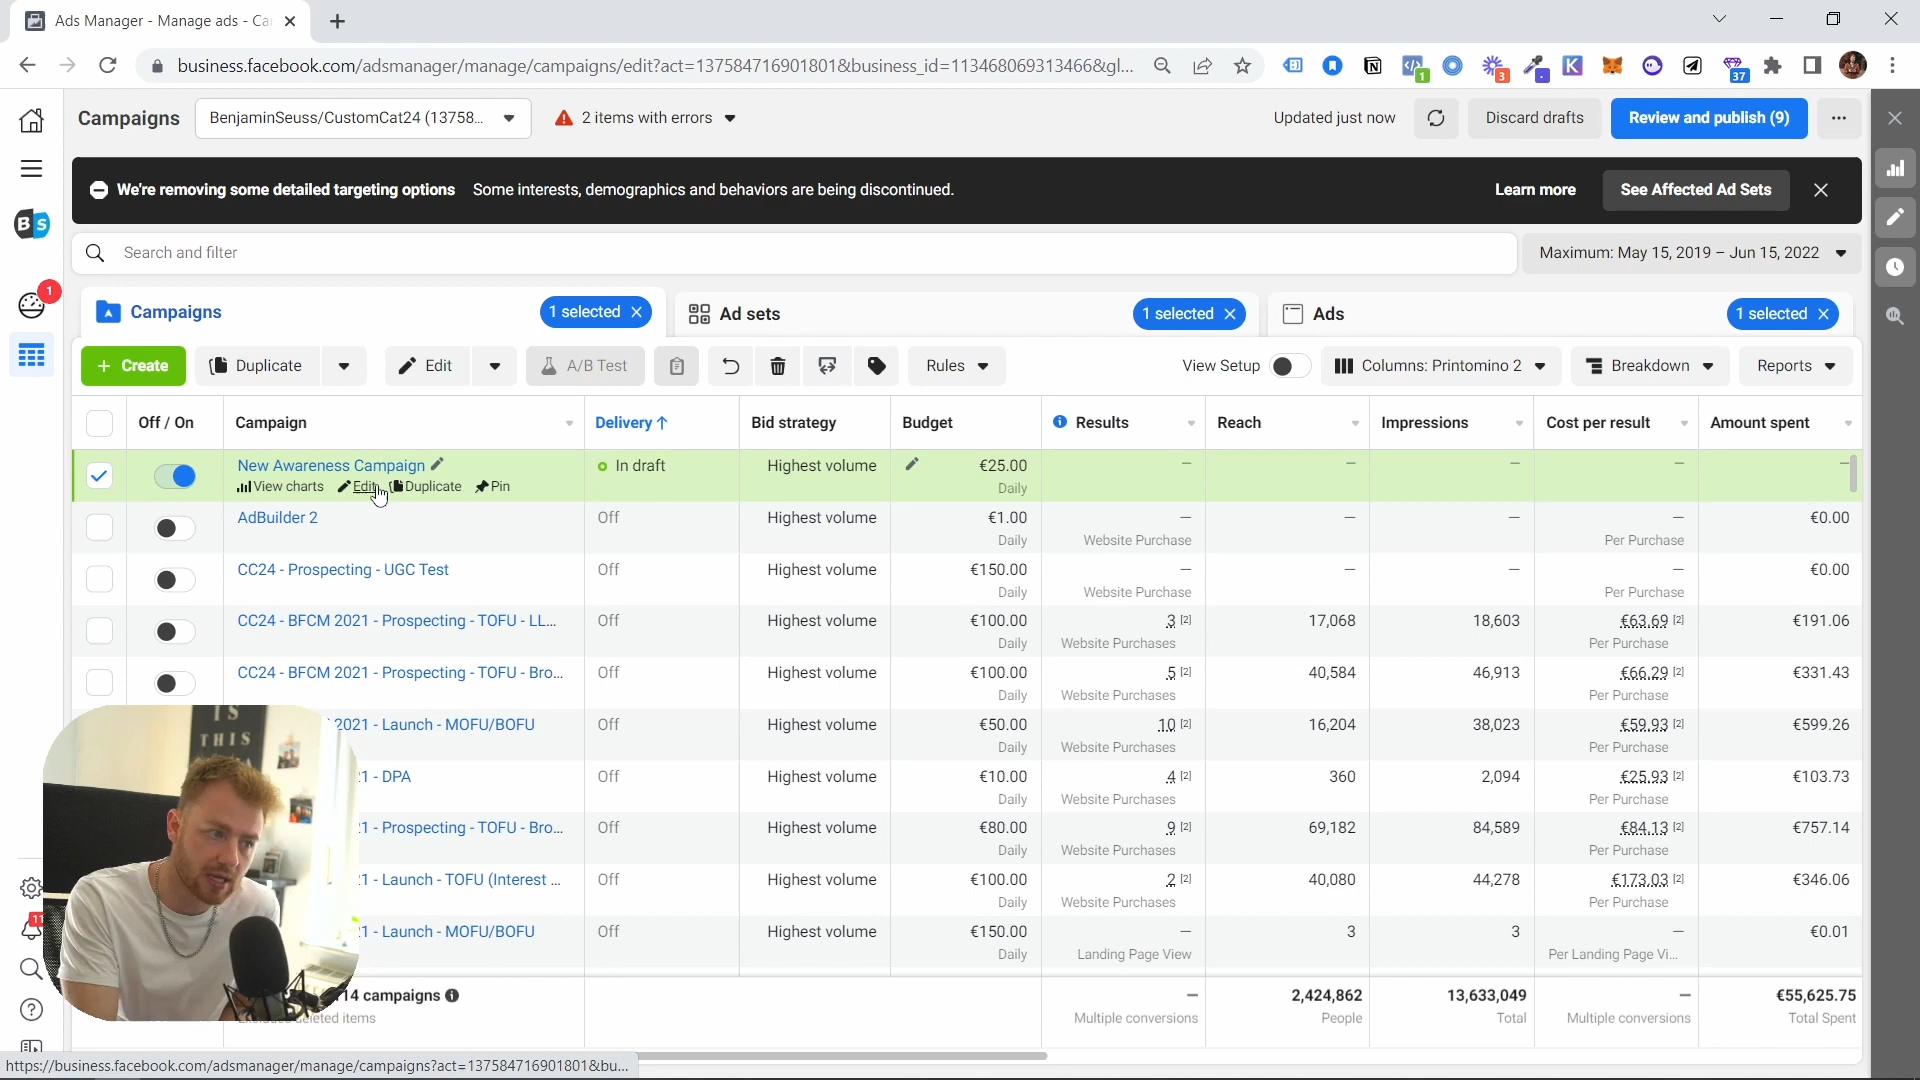 Ads Manager - Manage ads - Ca
business.facebook.com/adsmanager/manage/campaigns/edit?act=137584716901801&business_id=113468069313466&gl...
1
3
37
Campaigns
BenjaminSeuss/CustomCat24 (13758...
2 items with errors
Updated just now
Discard drafts
Review and publish (9)
We're removing some detailed targeting options Some interests, demographics and behaviors are being discontinued.
Learn more
See Affected Ad Sets
BS
Search and filter
Maximum: May 15, 2019 – Jun 15, 2022
1
Campaigns
1 selected
Ad sets
1 selected
Ads
1 selected
+ Create
Duplicate
Edit
A/B Test
Rules
View Setup
Columns: Printomino 2
Breakdown
Reports
Off / On
Campaign
Delivery ↑
Bid strategy
Budget
Results
Reach
Impressions
Cost per result
Amount spent
New Awareness Campaign
In draft
Highest volume
€25.00
—
—
—
—
—
View charts
Edit
Duplicate
Pin
Daily
AdBuilder 2
Off
Highest volume
€1.00
—
—
—
—
€0.00
Daily
Website Purchase
Per Purchase
CC24 - Prospecting - UGC Test
Off
Highest volume
€150.00
—
—
—
—
€0.00
Daily
Website Purchase
Per Purchase
CC24 - BFCM 2021 - Prospecting - TOFU - LL...
Off
Highest volume
€100.00
3 [2]
17,068
18,603
€63.69 [2]
€191.06
Daily
Website Purchases
Per Purchase
CC24 - BFCM 2021 - Prospecting - TOFU - Bro...
Off
Highest volume
€100.00
5 [2]
40,584
46,913
€66.29 [2]
€331.43
Daily
Website Purchases
Per Purchase
2021 - Launch - MOFU/BOFU
Off
Highest volume
€50.00
10 [2]
16,204
38,023
€59.93 [2]
€599.26
Daily
Website Purchases
Per Purchase
1 - DPA
Off
Highest volume
€10.00
4 [2]
360
2,094
€25.93 [2]
€103.73
Daily
Website Purchases
Per Purchase
1 - Prospecting - TOFU - Bro...
Off
Highest volume
€80.00
9 [2]
69,182
84,589
€84.13 [2]
€757.14
Daily
Website Purchases
Per Purchase
1 - Launch - TOFU (Interest ...
Off
Highest volume
€100.00
2 [2]
40,080
44,278
€173.03 [2]
€346.06
Daily
Website Purchases
Per Purchase
1 - Launch - MOFU/BOFU
Off
Highest volume
€150.00
—
3
3
—
€0.01
Daily
Landing Page View
Per Landing Page Vi...
IS
THIS
11
14 campaigns
—
2,424,862
13,633,049
—
€55,625.75
deleted items
Multiple conversions
People
Total
Multiple conversions
Total Spent
https://business.facebook.com/adsmanager/manage/campaigns?act=137584716901801&bu...